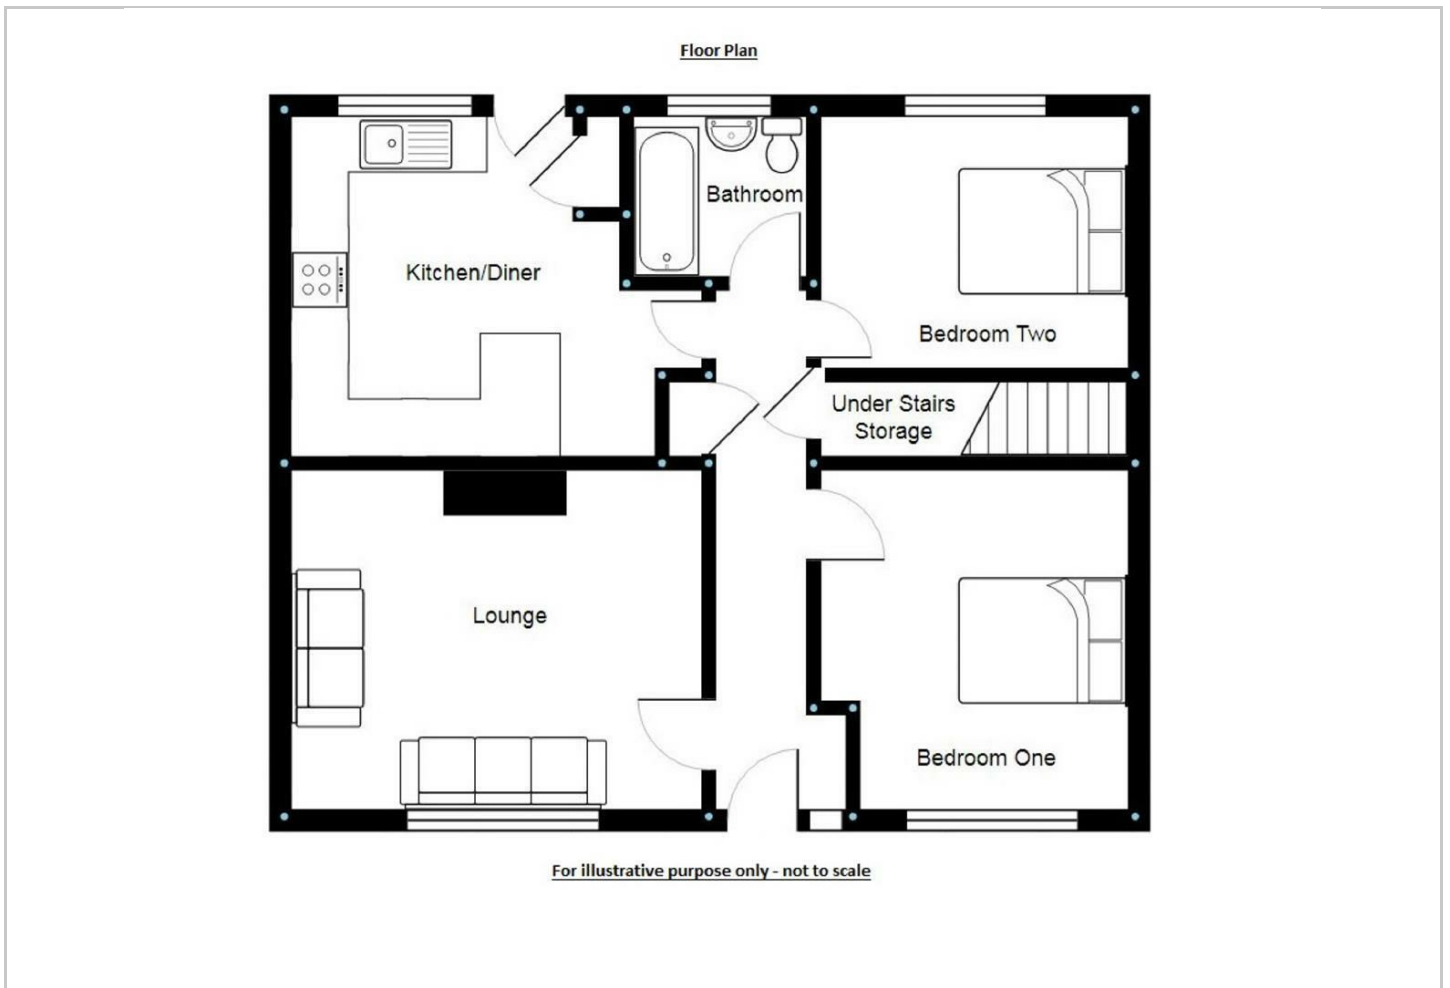 Floor Plan
Bathroom
Kitchen/Diner
Bedroom Two
Under Stairs
Storage
Lounge
Bedroom One
For illustrative purpose only - not to scale